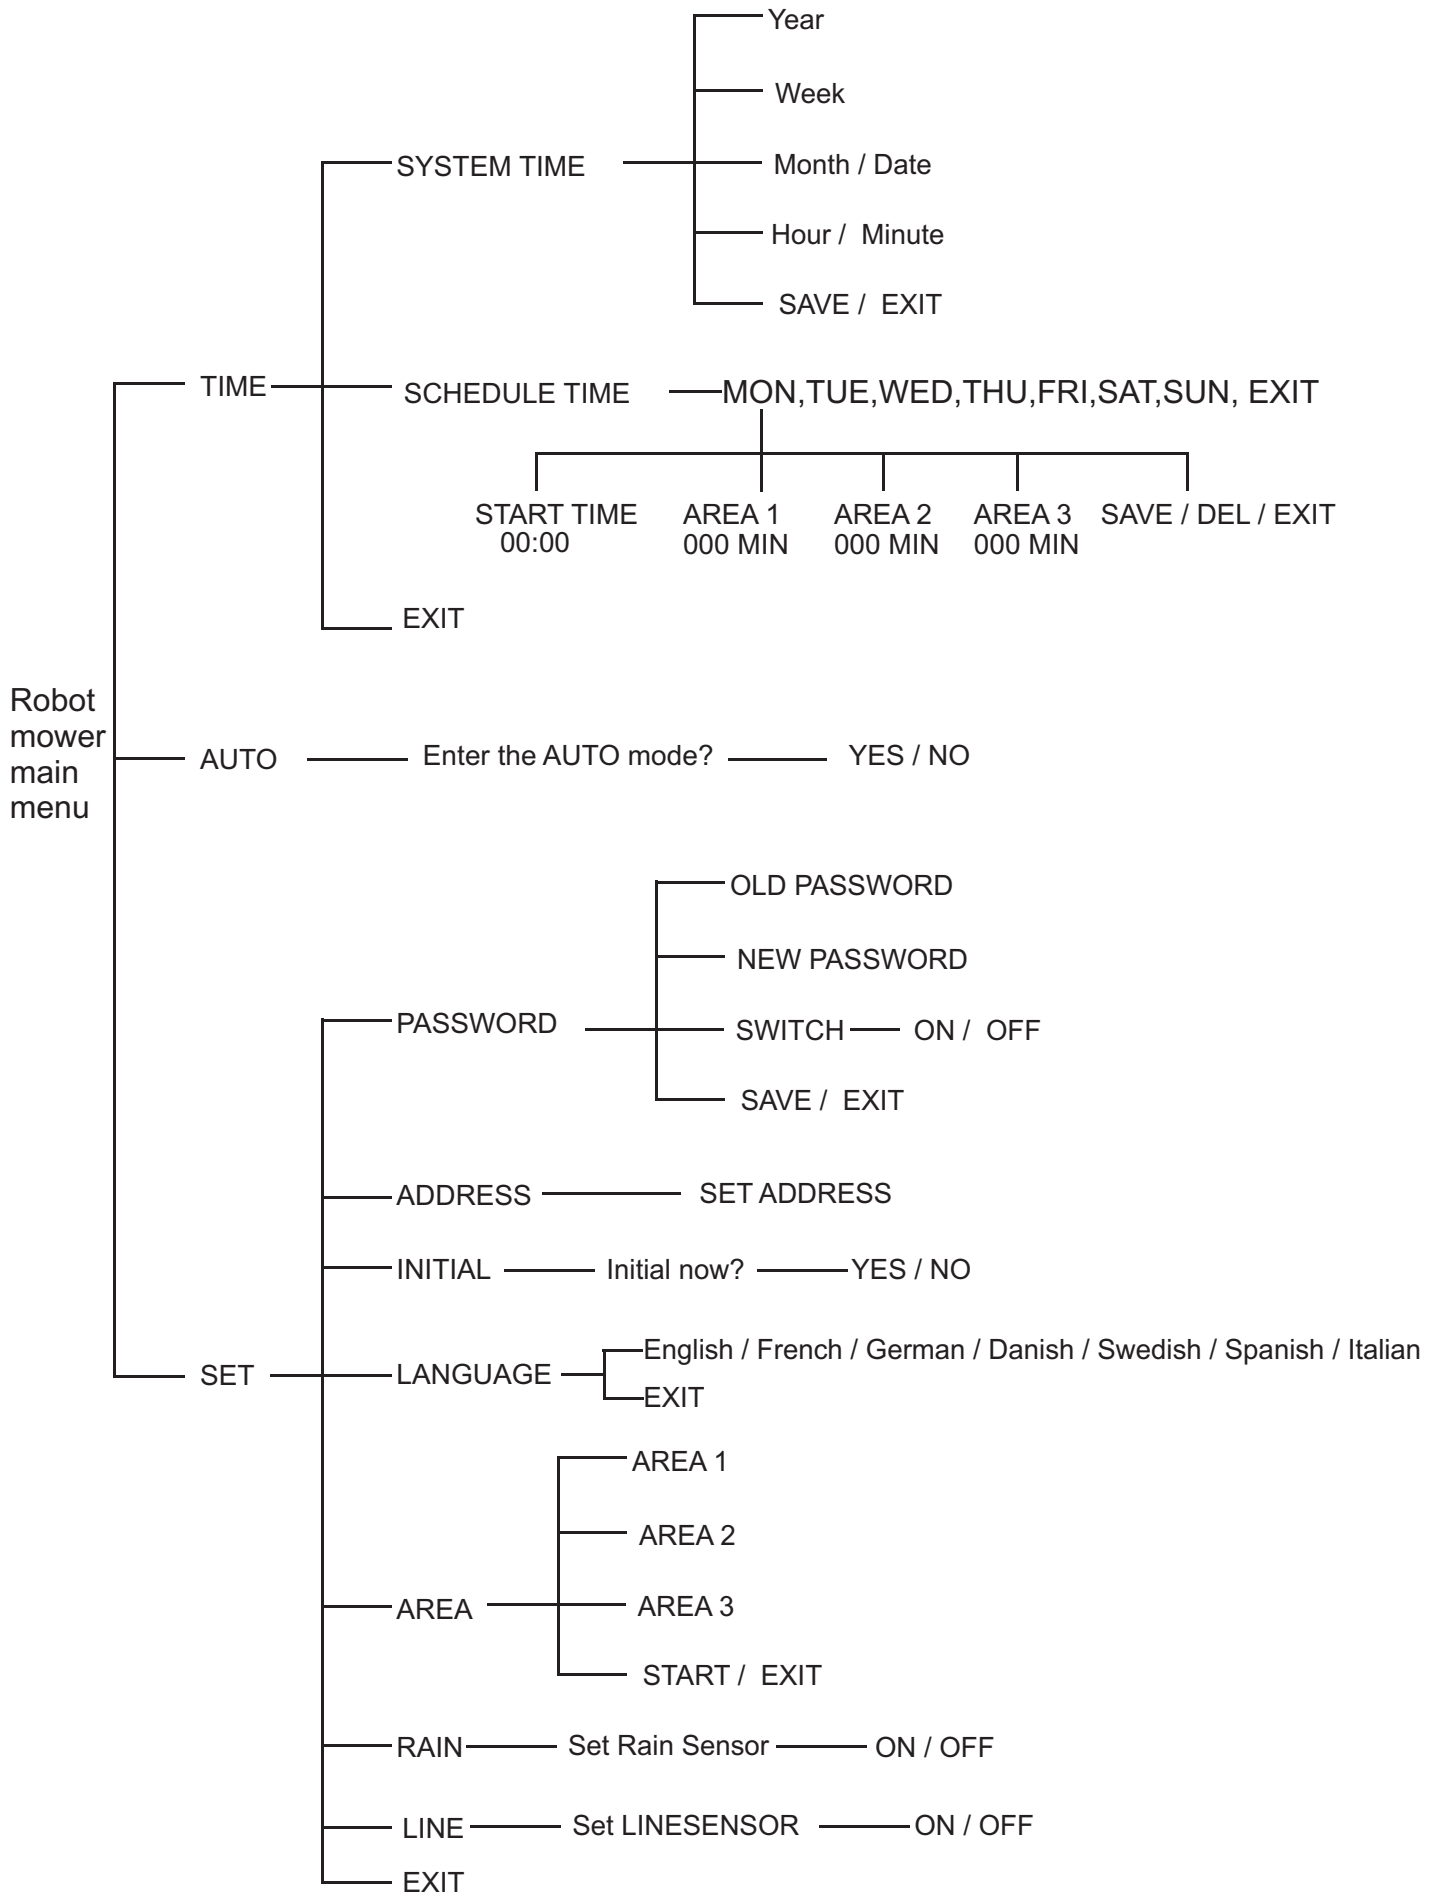 Year
Week
SYSTEM TIME
Month / Date
Hour / Minute
SAVE / EXIT
TIME
SCHEDULE TIME
MON,TUE,WED,THU,FRI,SAT,SUN, EXIT
START TIME
00:00
AREA 1
000 MIN
AREA 2
000 MIN
AREA 3
000 MIN
SAVE / DEL / EXIT
EXIT
Robot
mower
main
menu
AUTO
Enter the AUTO mode?
YES / NO
OLD PASSWORD
NEW PASSWORD
PASSWORD
SWITCH
ON / OFF
SAVE / EXIT
ADDRESS
SET ADDRESS
INITIAL
Initial now?
YES / NO
SET
LANGUAGE
English / French / German / Danish / Swedish / Spanish / Italian
EXIT
AREA 1
AREA 2
AREA
AREA 3
START / EXIT
RAIN
Set Rain Sensor
ON / OFF
LINE
Set LINESENSOR
ON / OFF
EXIT